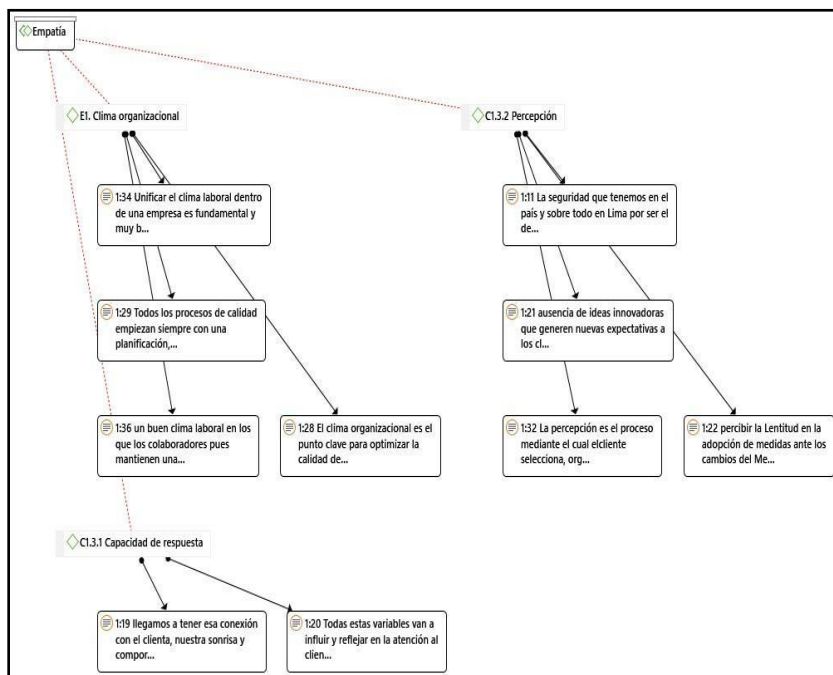 Empatía
E1. Clima organizacional
C1.3.2 Percepción
1:34 Unificar el clima laboral dentro
de una empresa es fundamental y
muy b...
1:11 La seguridad que tenemos en el
país y sobre todo en Lima por ser el
de...
1:29 Todos los procesos de calidad
empiezan siempre con una
planificación,...
1:21 ausencia de ideas innovadoras
que generen nuevas expectativas a
los cl...
1:36 un buen clima laboral en los
que los colaboradores pues
mantienen una...
1:28 El clima organizacional es el
punto clave para optimizar la
calidad de...
1:32 La percepción es el proceso
mediante el cual elcliente
selecciona, org...
1:22 percibir la Lentitud en la
adopción de medidas ante los
cambios del Me...
C1.3.1 Capacidad de respuesta
1:19 llegamos a tener esa conexión
con el clienta, nuestra sonrisa y
compor...
1:20 Todas estas variables van a
influir y reflejar en la atención al
clien...